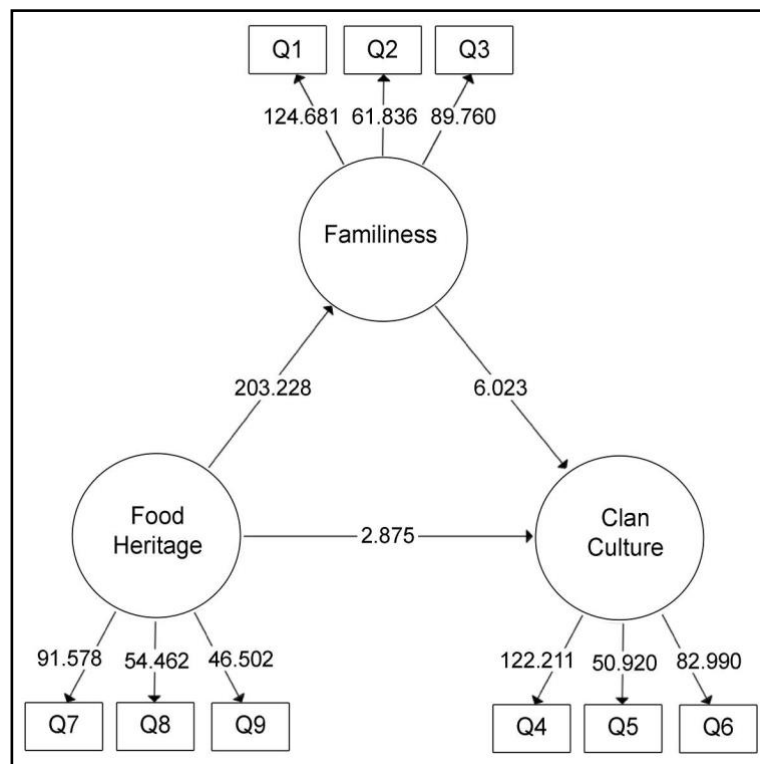 Q1 Q2 Q3
124.681 61.836 89.760
Familiness
203.228 6.023
Food
Heritage
2.875
Clan
Culture
91.578 54.462 46.502
122.211 50.920 82.990
Q7 Q8 Q9
Q4 Q5 Q6